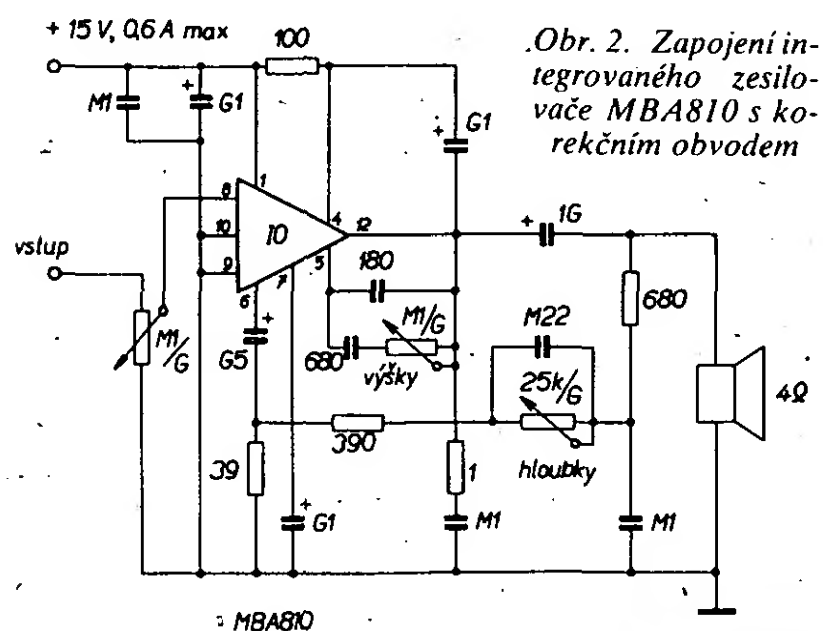 + 15 V, 0,6 A max
100
Obr. 2. Zapojení in-
tegrovaného zesilo-
vače MBA810 s ko-
rekčním obvodem
M1
+
G1
+
G1
8
1
10
IO
4
12
9
5
6
7
+
1G
vstup
180
680
M1/G
+
G5
680
M1/G
výšky
M22
25k/G
4Ω
390
hloubky
39
1
+
G1
M1
M1
MBA810